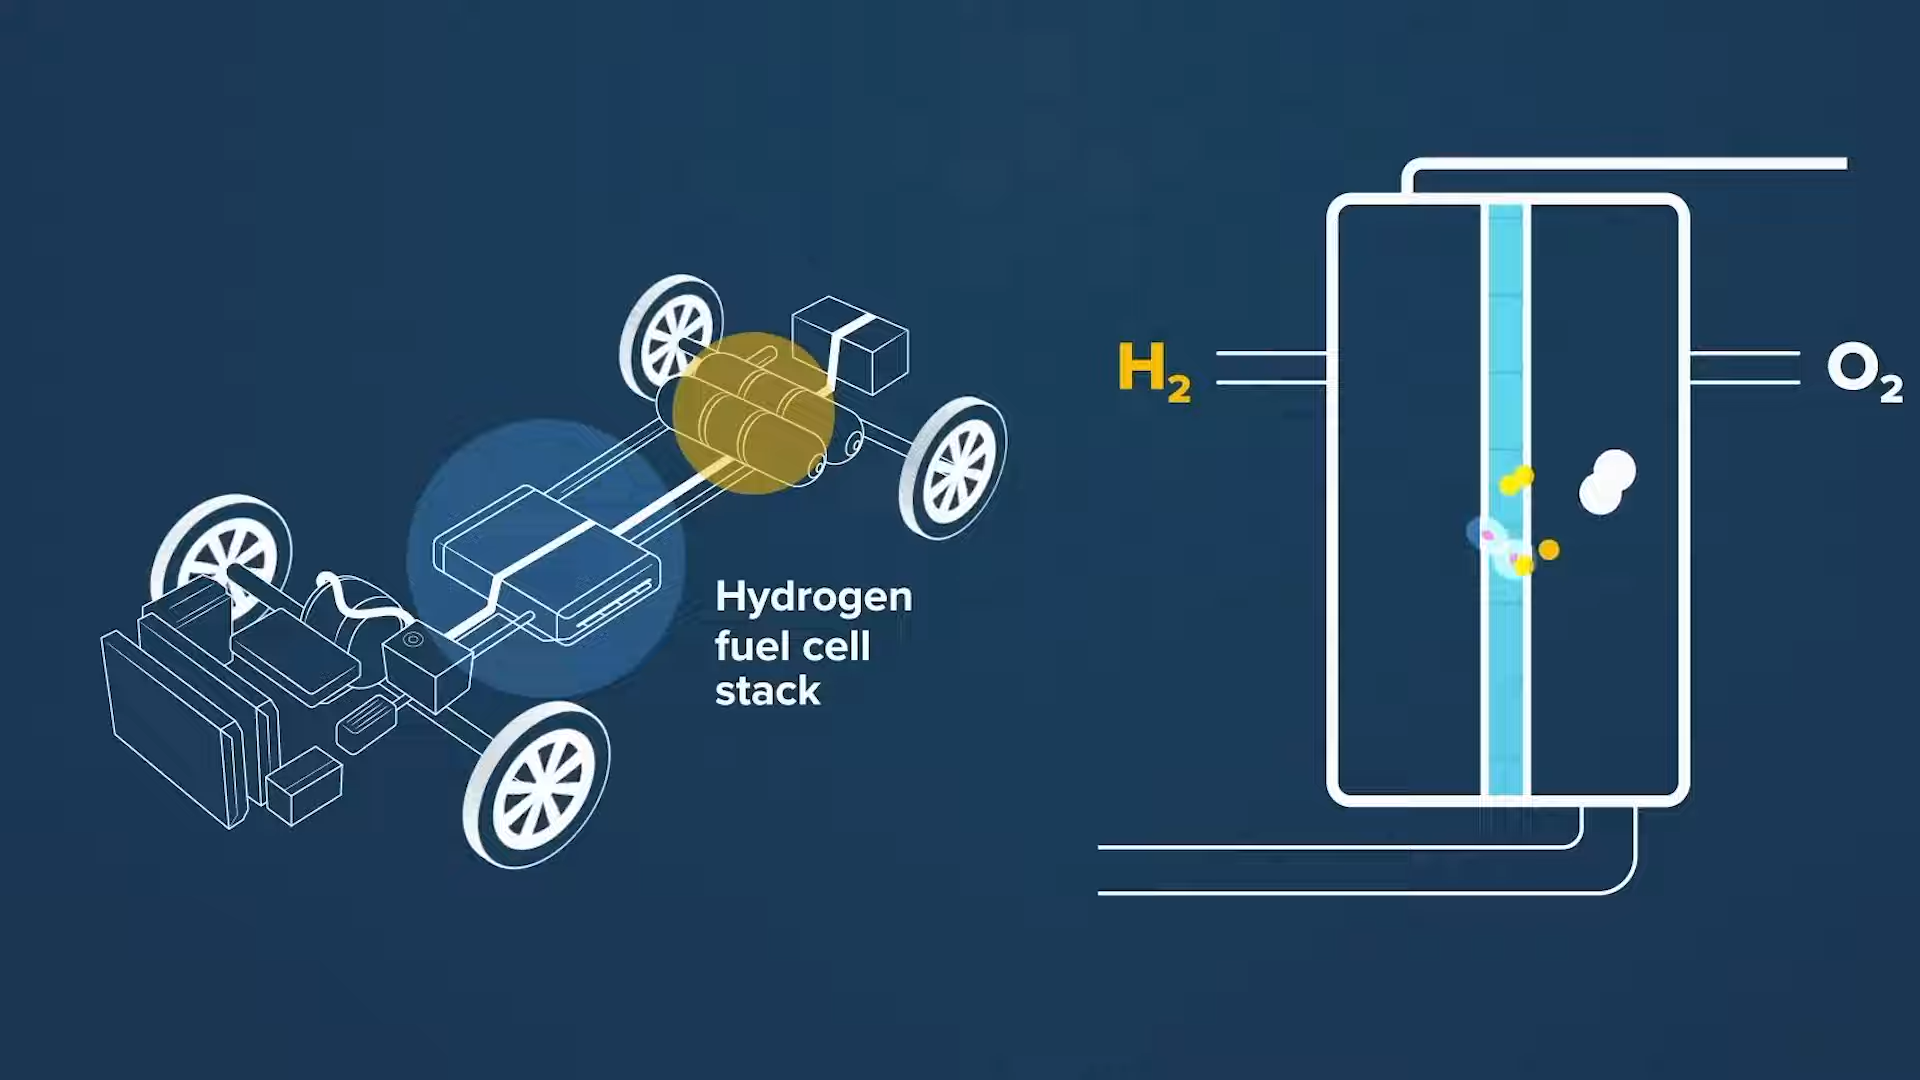 Hydrogen
fuel cell
stack
H₂
O₂